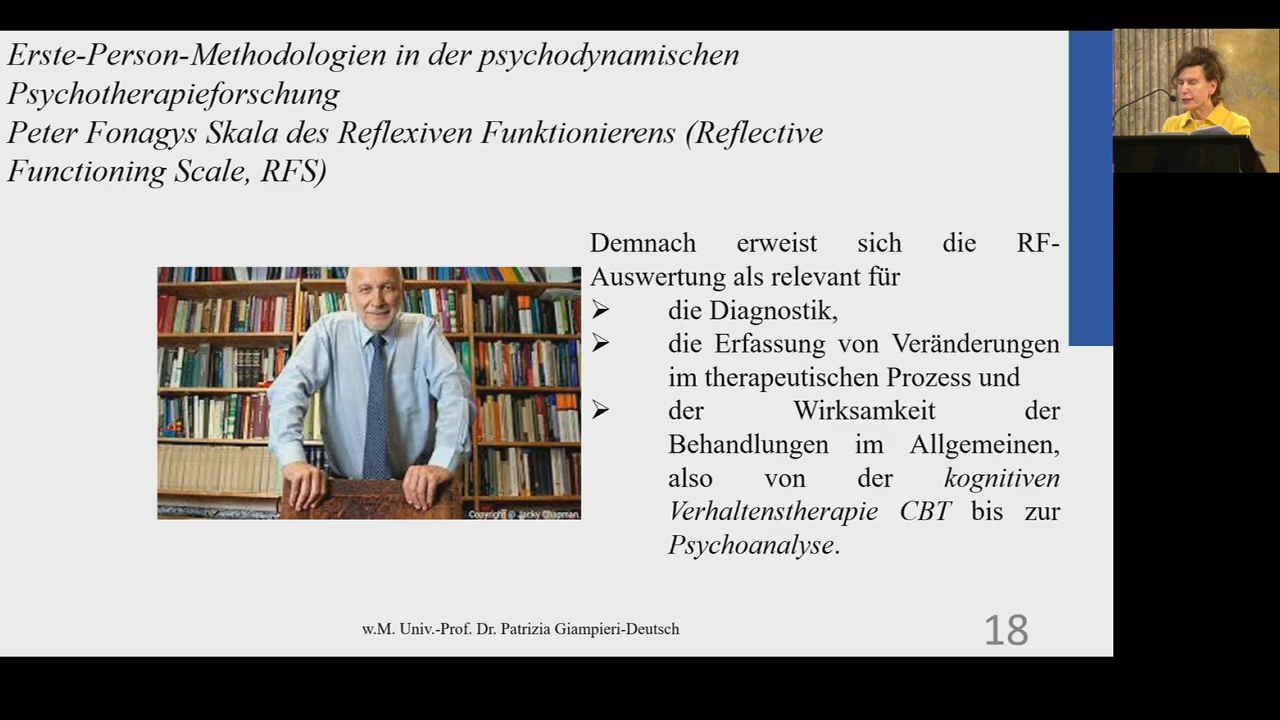 Erste-Person-Methodologien in der psychodynamischen
Psychotherapieforschung
Peter Fonagys Skala des Reflexiven Funktionierens (Reflective
Functioning Scale, RFS)
Demnach erweist sich die RF-
Auswertung als relevant für
die Diagnostik,
die Erfassung von Veränderungen
im therapeutischen Prozess und
der Wirksamkeit der
Behandlungen im Allgemeinen,
also von der kognitiven
Verhaltenstherapie CBT bis zur
Psychoanalyse.
Copyright © Jacky Chapman
w.M. Univ.-Prof. Dr. Patrizia Giampieri-Deutsch
18